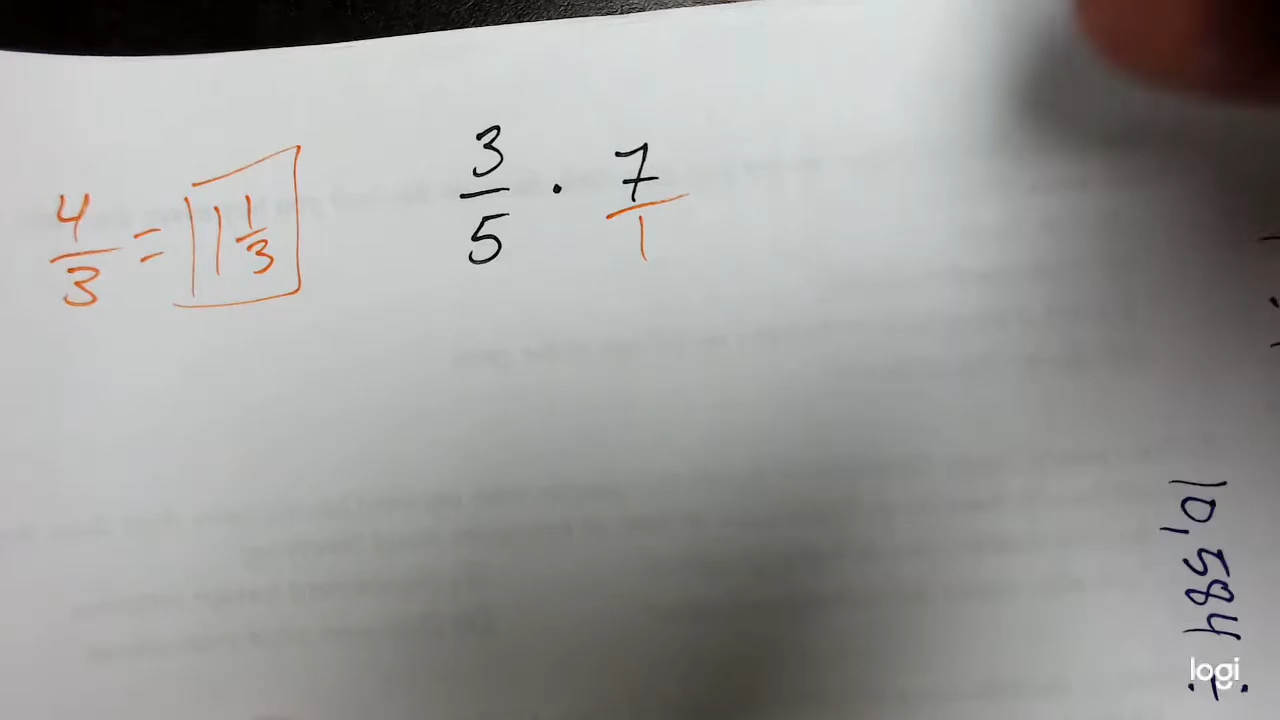 4/3 = 1 1/3
3/5 · 7/1
10,584 ÷
logi